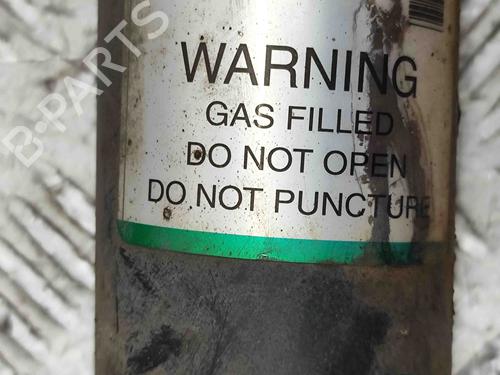 B-PARTS
WARNING
GAS FILLED
DO NOT OPEN
DO NOT PUNCTURE